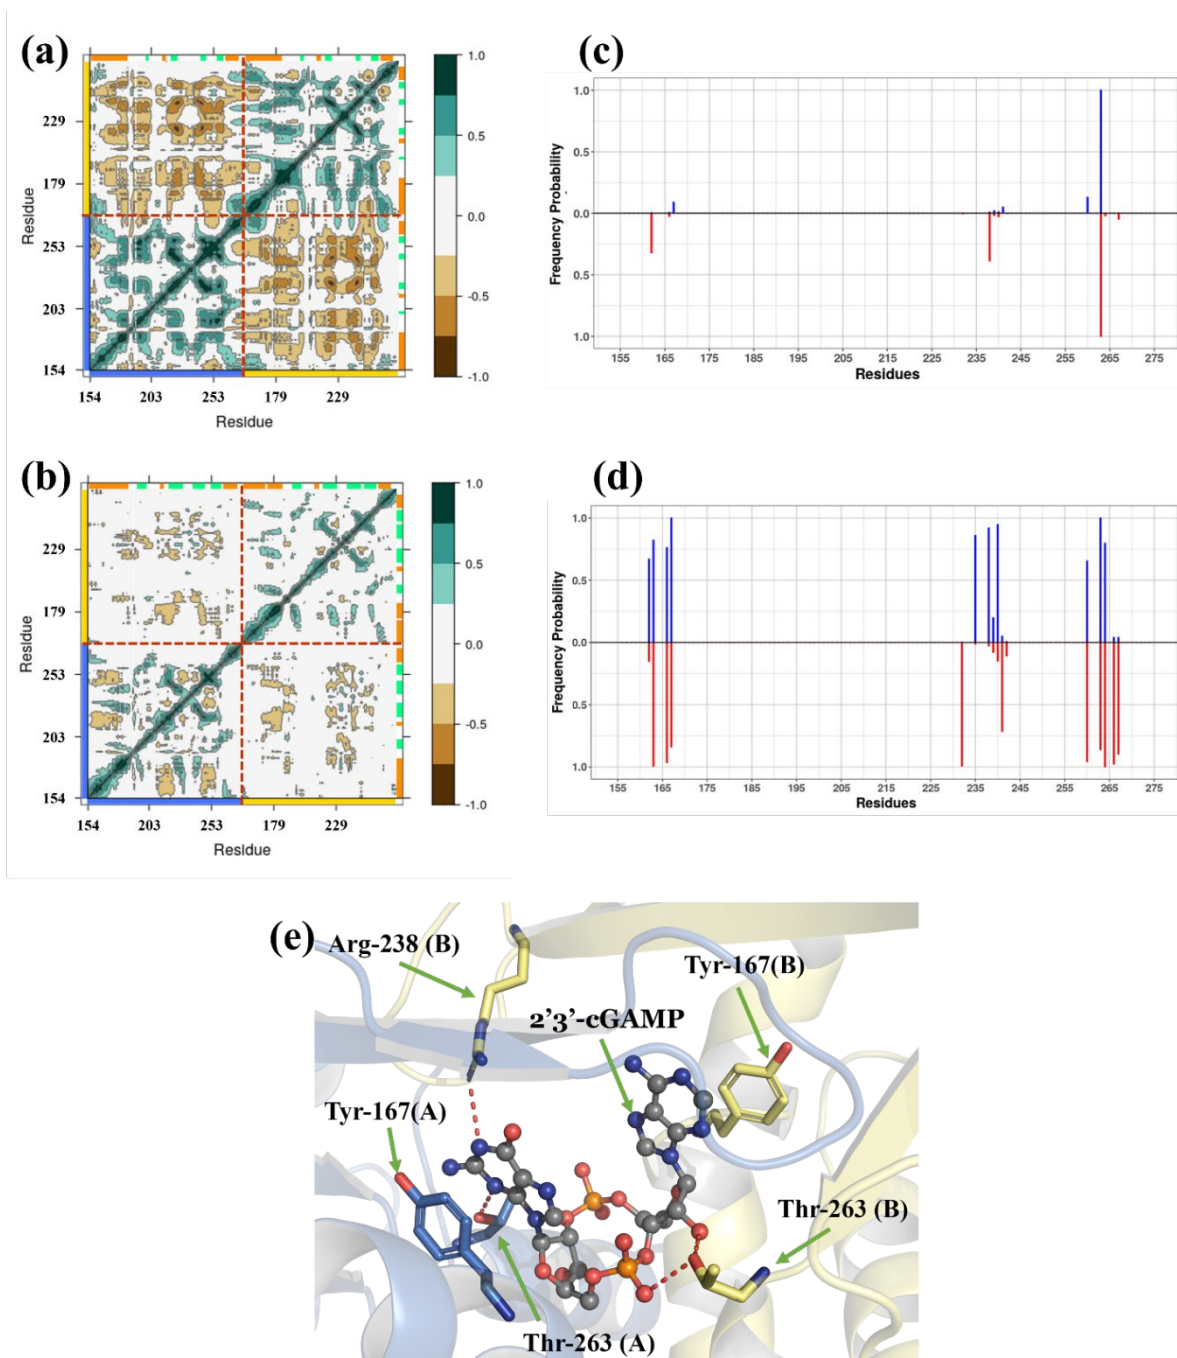 (a)
229
179
253
203
154
Residue
154 203 253 179 229
Residue
1.0
0.5
0.0
-0.5
-1.0
(c)
1.0
0.5
0.0
0.5
1.0
Frequency Probability
155 165 175 185 195 205 215 225 235 245 255 265 275
Residues
(b)
229
179
253
203
154
Residue
154 203 253 179 229
Residue
1.0
0.5
0.0
-0.5
-1.0
(d)
1.0
0.5
0.0
0.5
1.0
Frequency Probability
155 165 175 185 195 205 215 225 235 245 255 265 275
Residues
(e)
Arg-238 (B)
Tyr-167(B)
2'3'-cGAMP
Tyr-167(A)
Thr-263 (B)
Thr-263 (A)